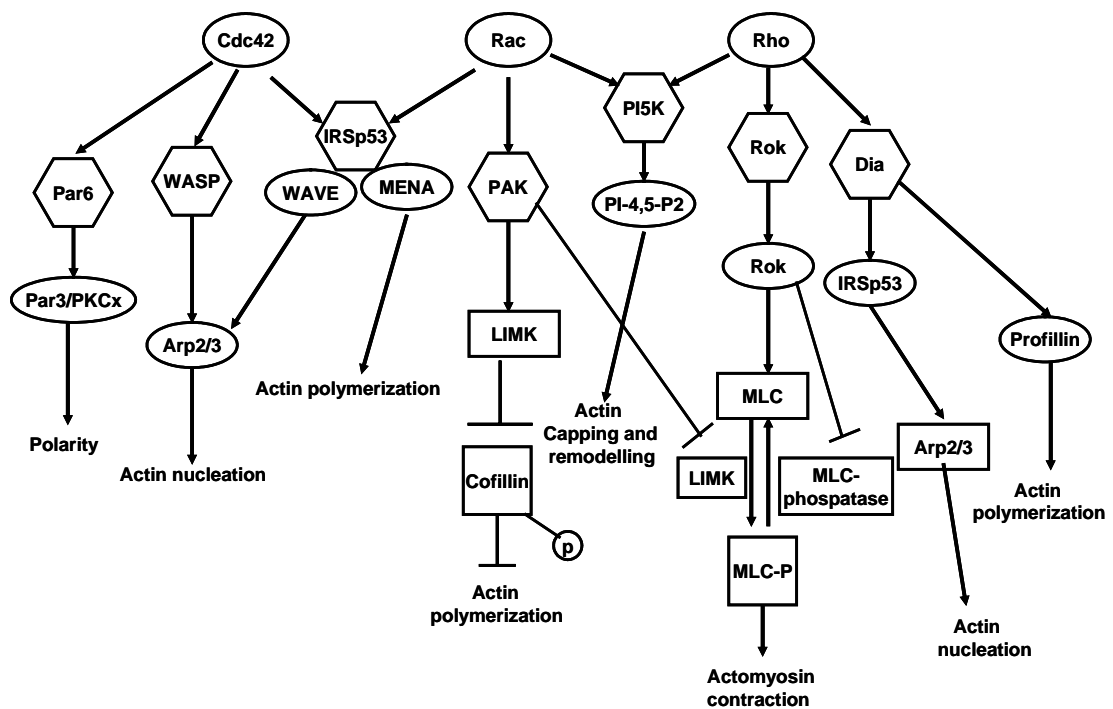 Cdc42
Rac
Rho
PI5K
IRSp53
Rok
Dia
Par6
WASP
WAVE
MENA
PAK
PI-4,5-P2
Rok
IRSp53
Par3/PKCx
Arp2/3
LIMK
Profillin
Actin polymerization
MLC
Actin
Capping and
remodelling
Polarity
Actin nucleation
Cofillin
p
LIMK
MLC-
phospatase
Arp2/3
Actin
polymerization
MLC-P
Actin
polymerization
Actin
nucleation
Actomyosin
contraction